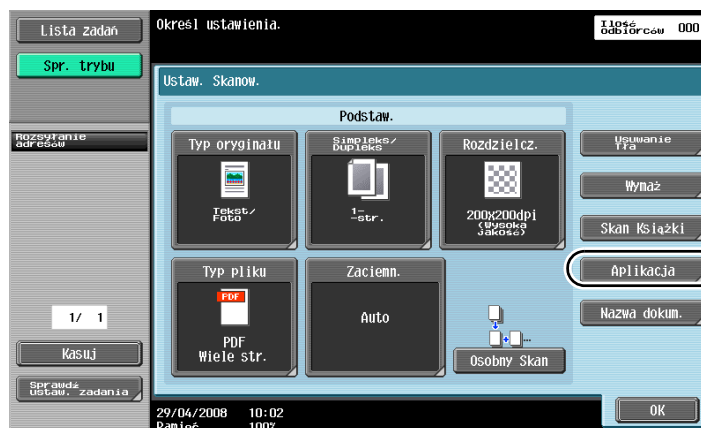 Lista zadań
Określ ustawienia.
Ilość
odbiorców 000
Spr. trybu
Ustaw. Skanow.
Podstaw.
Rozsyłanie
adresów
Typ oryginału
Simpleks/
Dupleks
Rozdzielcz.
Usuwanie
Tła
Tekst/
Foto
1-
-str.
200X200dpi
(Wysoka
jakość)
Wymaż
Skan Książki
Typ pliku
Zaciemn.
Aplikacja
PDF
Auto
Nazwa dokum.
PDF
Wiele str.
Osobny Skan
1/ 1
Kasuj
Sprawdź
ustaw. zadania
29/04/2008 10:02
Pamięć 100%
OK